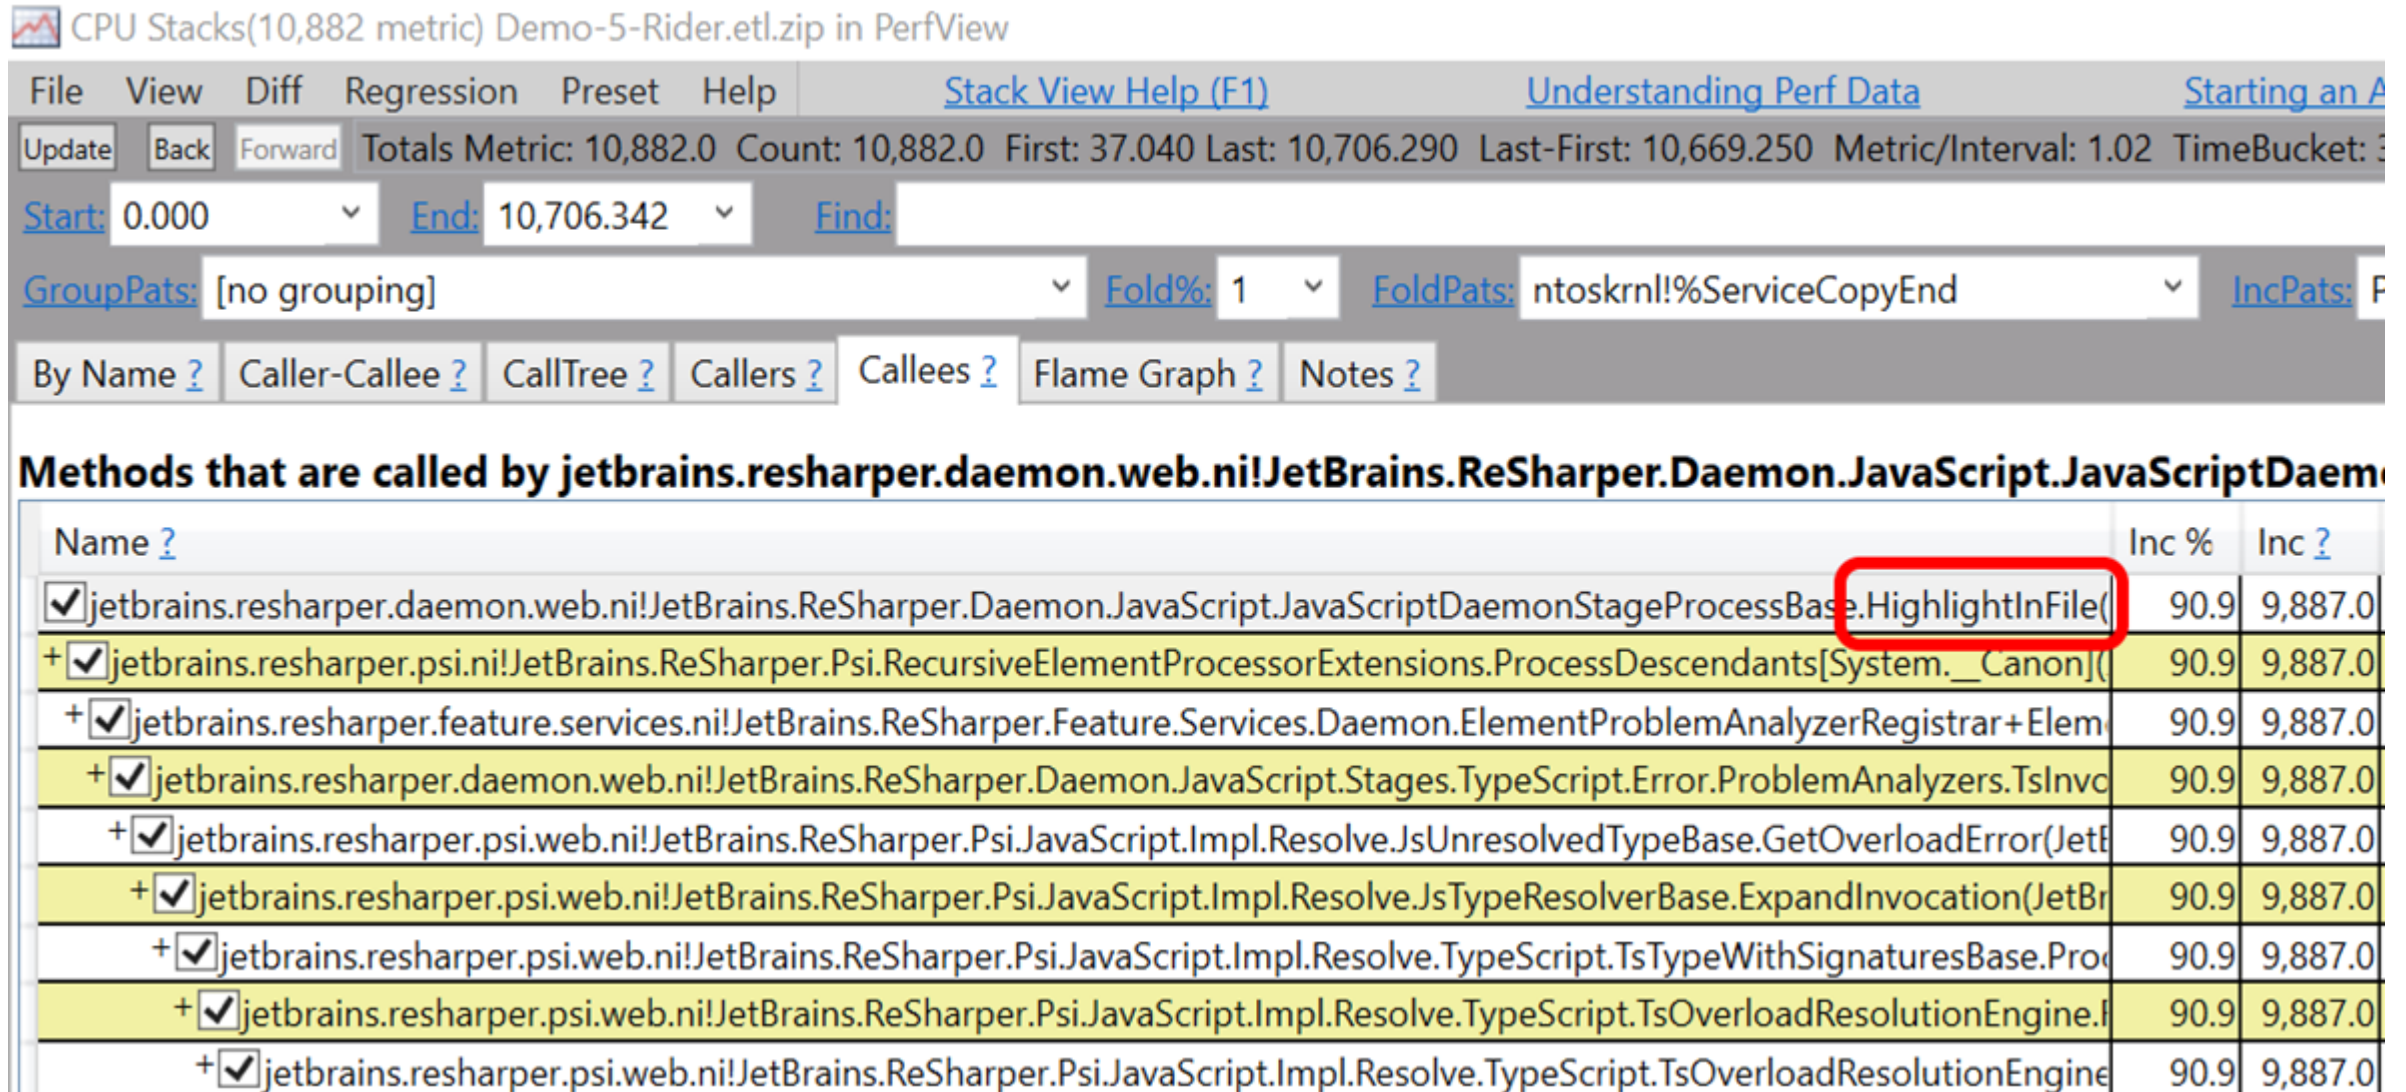 CPU Stacks(10,882 metric) Demo-5-Rider.etl.zip in PerfView
File View Diff Regression Preset Help Stack View Help (F1) Understanding Perf Data Starting an A
Update Back Forward Totals Metric: 10,882.0 Count: 10,882.0 First: 37.040 Last: 10,706.290 Last-First: 10,669.250 Metric/Interval: 1.02 TimeBucket: 3
Start: 0.000 End: 10,706.342 Find:
GroupPats: [no grouping] Fold%: 1 FoldPats: ntoskrnl!%ServiceCopyEnd IncPats: P
By Name ? Caller-Callee ? CallTree ? Callers ? Callees ? Flame Graph ? Notes ?
Methods that are called by jetbrains.resharper.daemon.web.ni!JetBrains.ReSharper.Daemon.JavaScript.JavaScriptDaem
Name ? Inc % Inc ?
jetbrains.resharper.daemon.web.ni!JetBrains.ReSharper.Daemon.JavaScript.JavaScriptDaemonStageProcessBase.HighlightInFile( 90.9 9,887.0
+ jetbrains.resharper.psi.ni!JetBrains.ReSharper.Psi.RecursiveElementProcessorExtensions.ProcessDescendants[System.__Canon]( 90.9 9,887.0
+ jetbrains.resharper.feature.services.ni!JetBrains.ReSharper.Feature.Services.Daemon.ElementProblemAnalyzerRegistrar+Elem 90.9 9,887.0
+ jetbrains.resharper.daemon.web.ni!JetBrains.ReSharper.Daemon.JavaScript.Stages.TypeScript.Error.ProblemAnalyzers.TsInvo 90.9 9,887.0
+ jetbrains.resharper.psi.web.ni!JetBrains.ReSharper.Psi.JavaScript.Impl.Resolve.JsUnresolvedTypeBase.GetOverloadError(JetB 90.9 9,887.0
+ jetbrains.resharper.psi.web.ni!JetBrains.ReSharper.Psi.JavaScript.Impl.Resolve.JsTypeResolverBase.ExpandInvocation(JetBr 90.9 9,887.0
+ jetbrains.resharper.psi.web.ni!JetBrains.ReSharper.Psi.JavaScript.Impl.Resolve.TypeScript.TsTypeWithSignaturesBase.Proc 90.9 9,887.0
+ jetbrains.resharper.psi.web.ni!JetBrains.ReSharper.Psi.JavaScript.Impl.Resolve.TypeScript.TsOverloadResolutionEngine. 90.9 9,887.0
+ jetbrains.resharper.psi.web.ni!JetBrains.ReSharper.Psi.JavaScript.Impl.Resolve.TypeScript.TsOverloadResolutionEngine 90.9 9,887.0